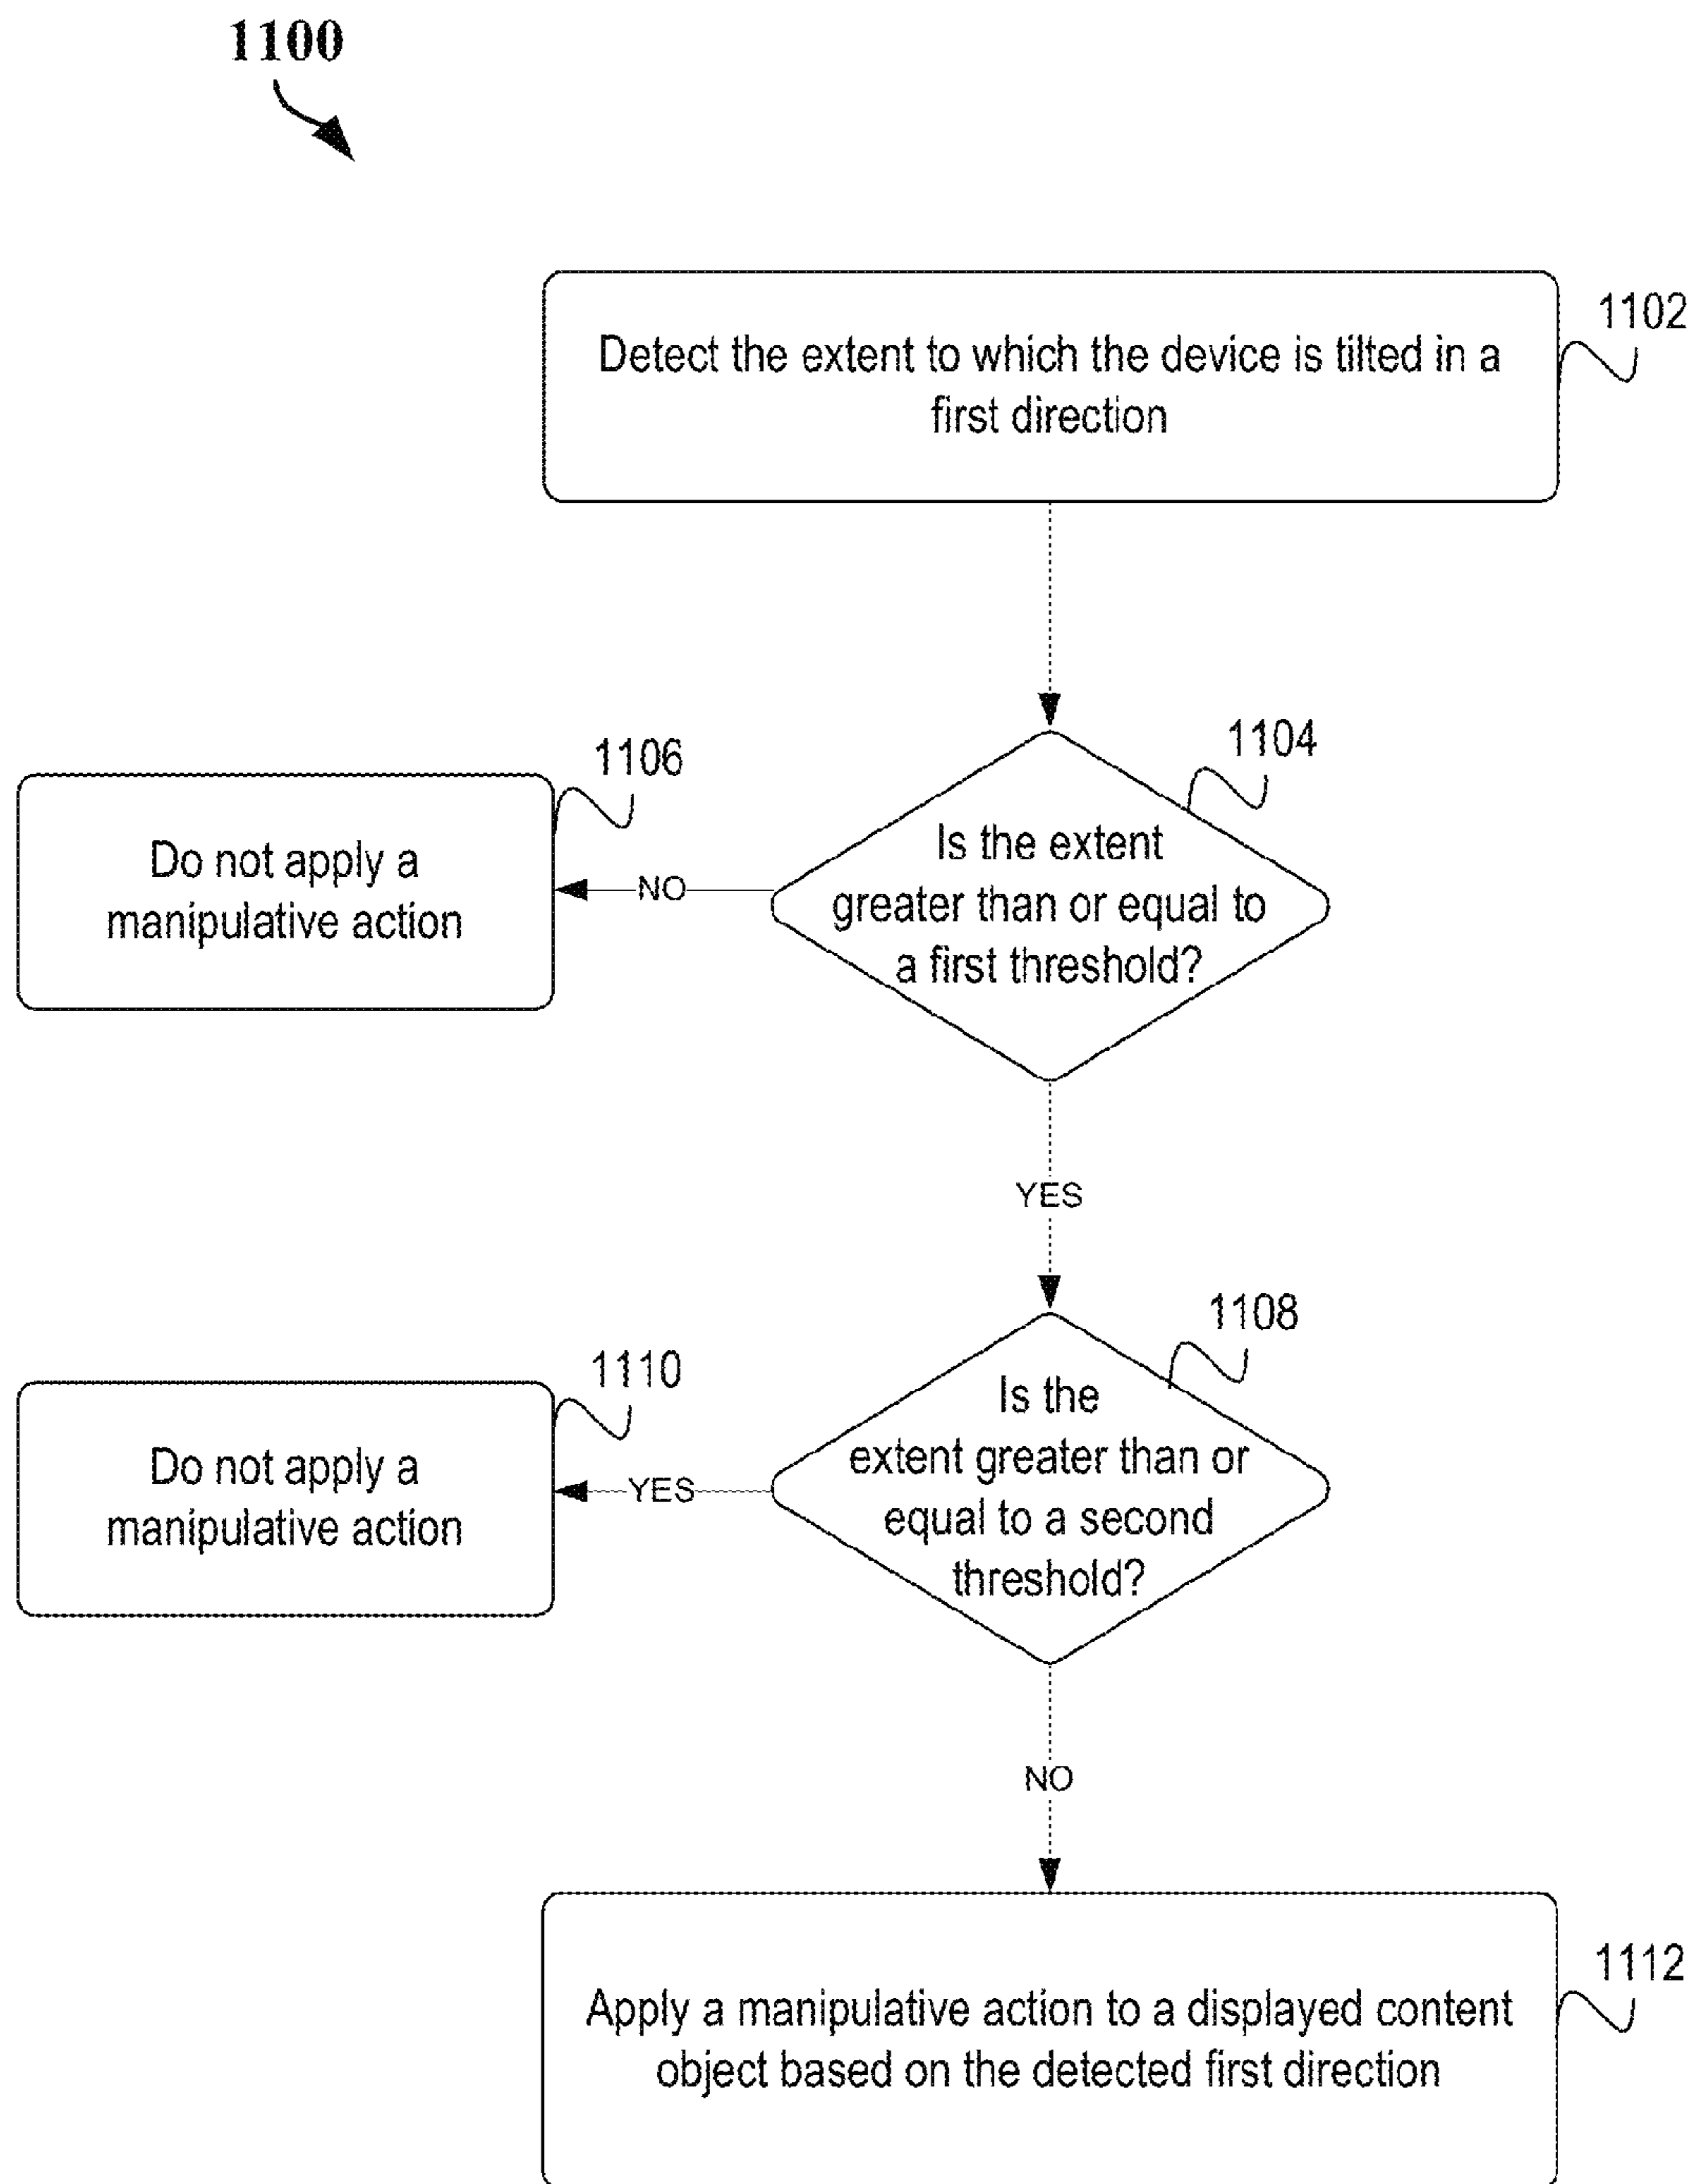 1100
1102
Detect the extent to which the device is tilted in a
first direction
1104
Is the extent
greater than or equal to
a first threshold?
NO
1106
Do not apply a
manipulative action
YES
1108
Is the
extent greater than or
equal to a second
threshold?
YES
1110
Do not apply a
manipulative action
NO
1112
Apply a manipulative action to a displayed content
object based on the detected first direction